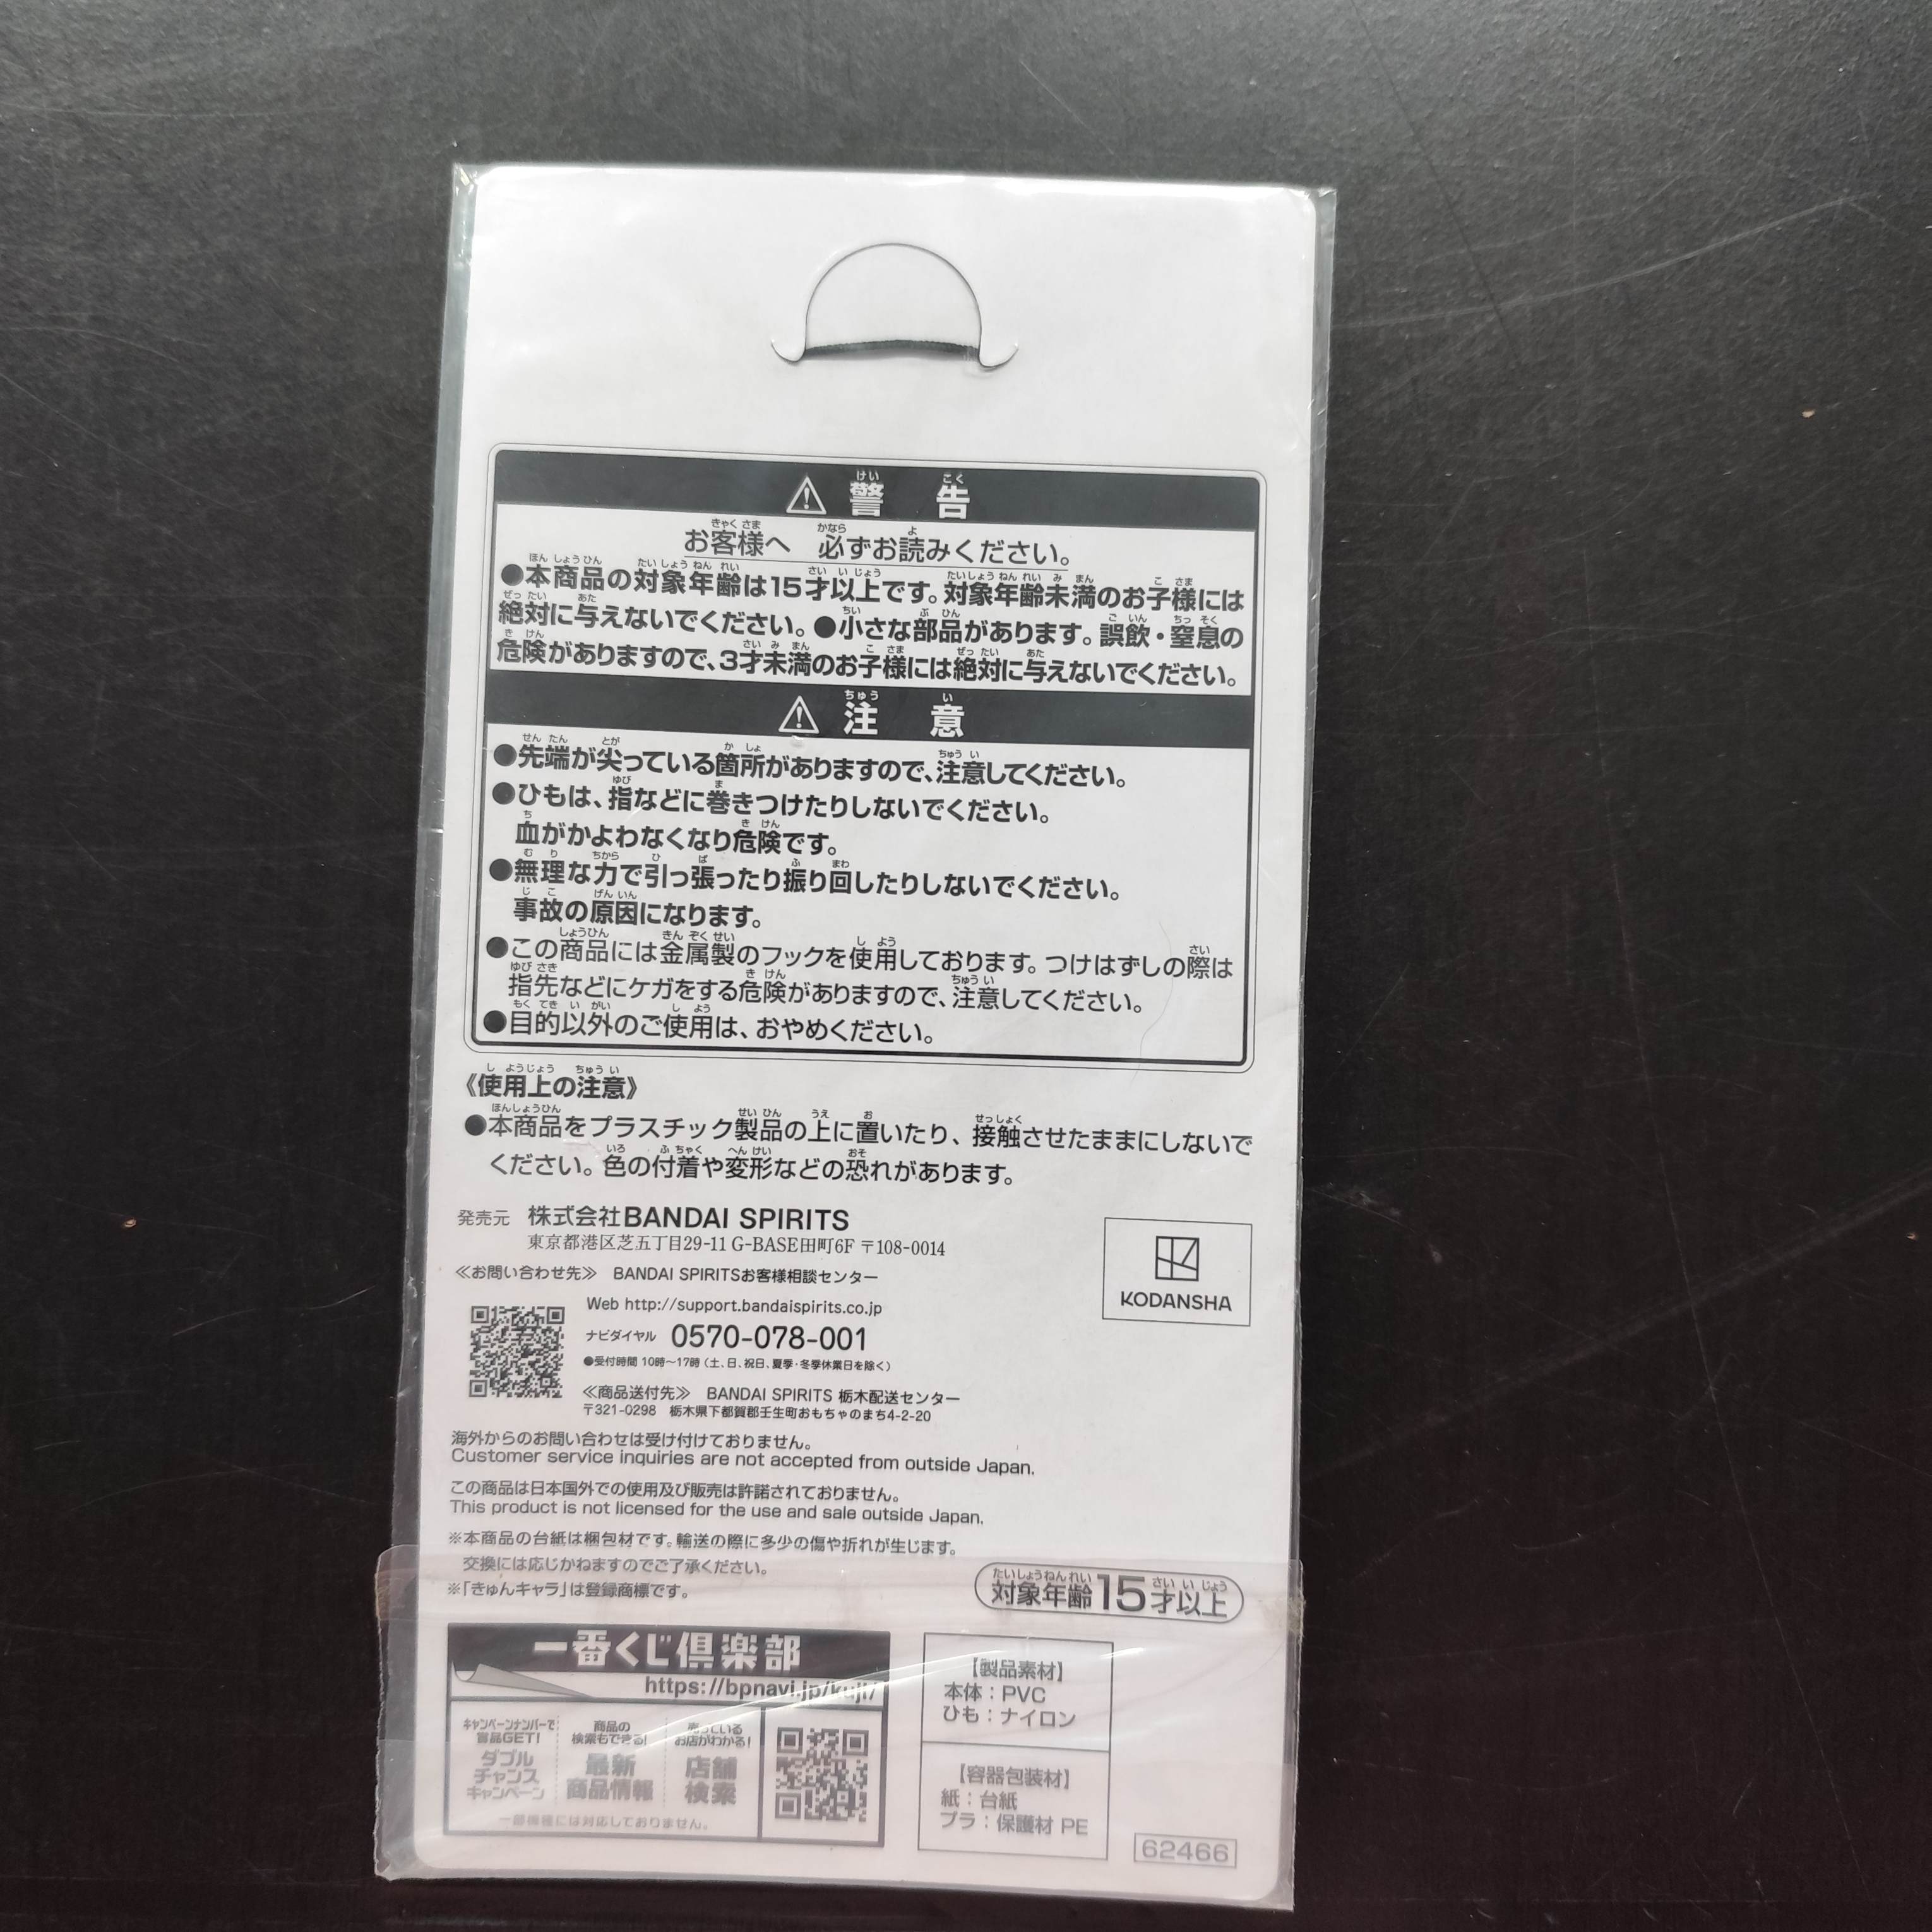 ⚠ 警告
お客様へ 必ずお読みください。
●本商品の対象年齢は15才以上です。対象年齢未満のお子様には
絶対に与えないでください。●小さな部品があります。誤飲・窒息の
危険がありますので、3才未満のお子様には絶対に与えないでください。
⚠ 注意
●先端が尖っている箇所がありますので、注意してください。
●ひもは、指などに巻きつけたりしないでください。
血がかよわなくなり危険です。
●無理な力で引っ張ったり振り回したりしないでください。
事故の原因になります。
●この商品には金属製のフックを使用しております。つけはずしの際は
指先などにケガをする危険がありますので、注意してください。
●目的以外のご使用は、おやめください。
《使用上の注意》
●本商品をプラスチック製品の上に置いたり、接触させたままにしないで
ください。色の付着や変形などの恐れがあります。
発売元 株式会社BANDAI SPIRITS
東京都港区芝五丁目29-11 G-BASE田町6F 〒108-0014
≪お問い合わせ先≫ BANDAI SPIRITSお客様相談センター
Web http://support.bandaispirits.co.jp
ナビダイヤル 0570-078-001
●受付時間 10時〜17時（土、日、祝日、夏季・冬季休業日を除く）
≪商品送付先≫ BANDAI SPIRITS 栃木配送センター
〒321-0298 栃木県下都賀郡壬生町おもちゃのまち4-2-20
KODANSHA
海外からのお問い合わせは受け付けておりません。
Customer service inquiries are not accepted from outside Japan.
この商品は日本国外での使用及び販売は許諾されておりません。
This product is not licensed for the use and sale outside Japan.
※本商品の台紙は梱包材です。輸送の際に多少の傷や折れが生じます。
交換には応じかねますのでご了承ください。
※「きゅんキャラ」は登録商標です。
対象年齢15才以上
一番くじ倶楽部
https://bpnavi.jp/kuji/
キャンペーンナンバーで
賞品GET!
ダブル
チャンス
キャンペーン
商品の
検索もできる!
最新
商品情報
売っている
お店がわかる!
店舗
検索
一部機種には対応しておりません。
【製品素材】
本体：PVC
ひも：ナイロン
【容器包装材】
紙：台紙
プラ：保護材 PE
62466